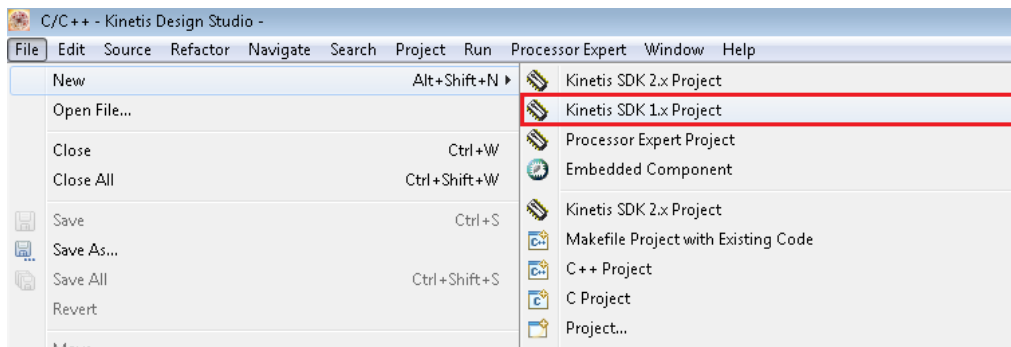 C/C++ - Kinetis Design Studio -
File Edit Source Refactor Navigate Search Project Run Processor Expert Window Help
New Alt+Shift+N
Open File...
Close Ctrl+W
Close All Ctrl+Shift+W
Save Ctrl+S
Save As...
Save All Ctrl+Shift+S
Revert
Kinetis SDK 2.x Project
Kinetis SDK 1.x Project
Processor Expert Project
Embedded Component
Kinetis SDK 2.x Project
Makefile Project with Existing Code
C++ Project
C Project
Project...